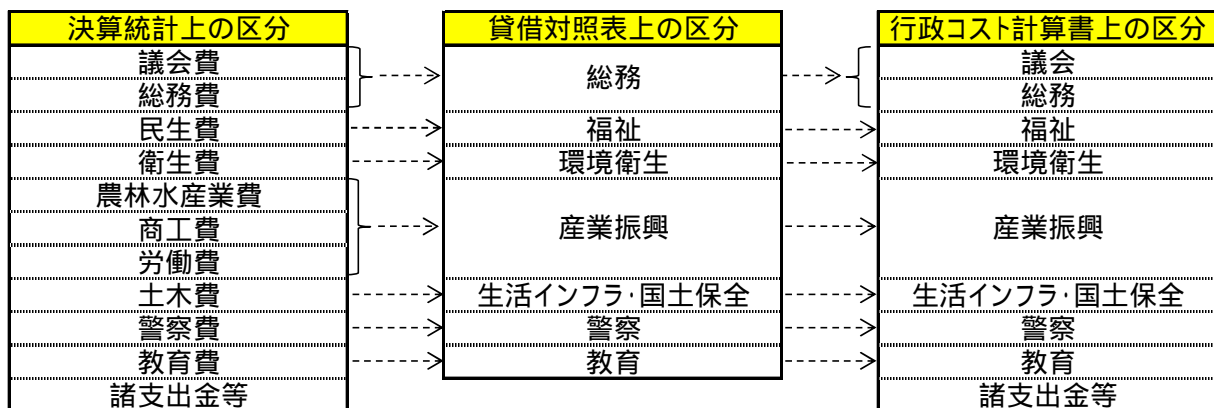 決算統計上の区分
議会費
総務費
民生費
衛生費
農林水産業費
商工費
労働費
土木費
警察費
教育費
諸支出金等
貸借対照表上の区分
総務
福祉
環境衛生
産業振興
生活インフラ・国土保全
警察
教育
行政コスト計算書上の区分
議会
総務
福祉
環境衛生
産業振興
生活インフラ・国土保全
警察
教育
諸支出金等